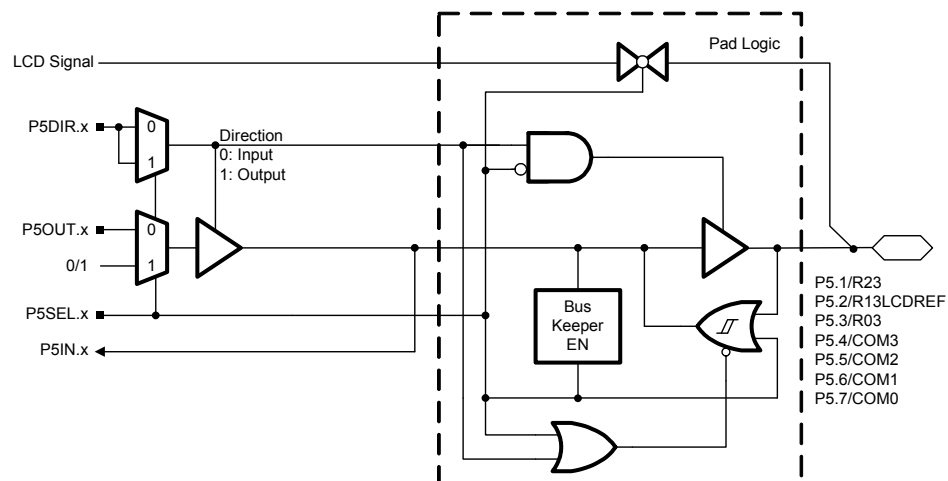 Pad Logic
LCD Signal
P5DIR.x
0
1
Direction
0: Input
1: Output
P5OUT.x
0
0/1
1
P5SEL.x
P5IN.x
Bus
Keeper
EN
P5.1/R23
P5.2/R13LCDREF
P5.3/R03
P5.4/COM3
P5.5/COM2
P5.6/COM1
P5.7/COM0